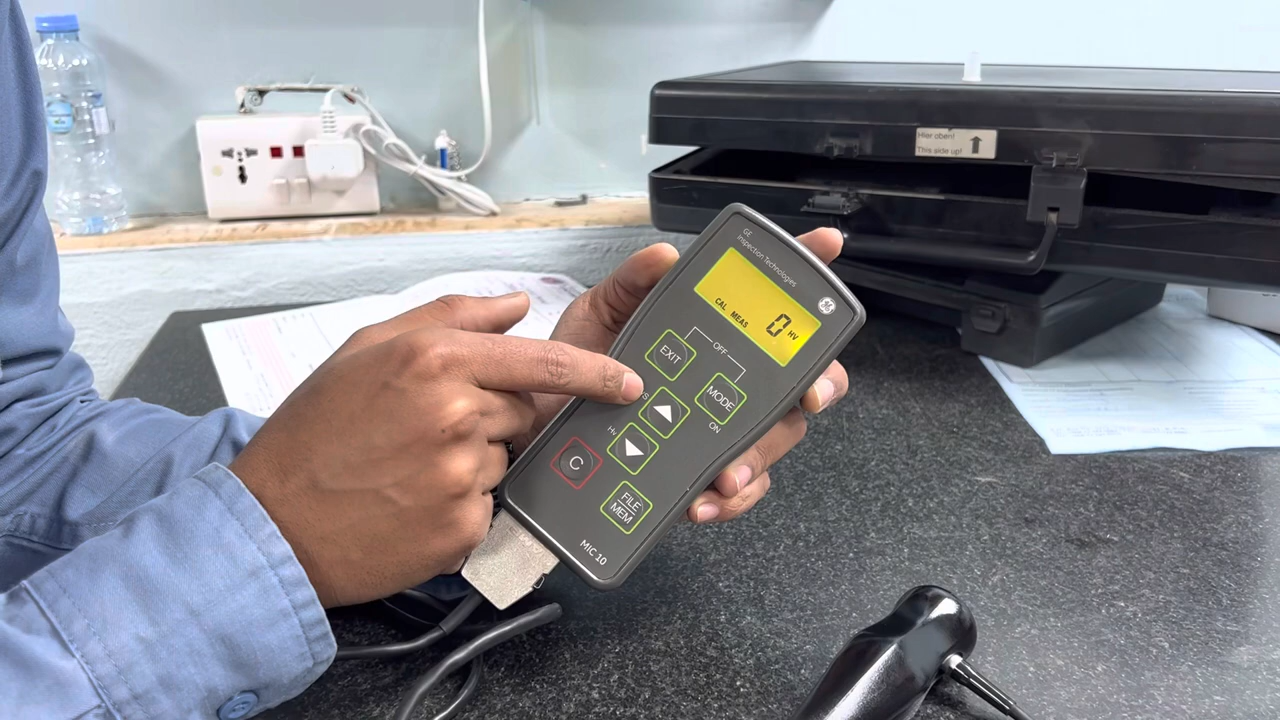 Hier oben!
This side up!
GE
Inspection Technologies
CAL MEAS 0 HV
EXIT
OFF
MODE
ON
HV
C
FILE
MEM
MIC 10